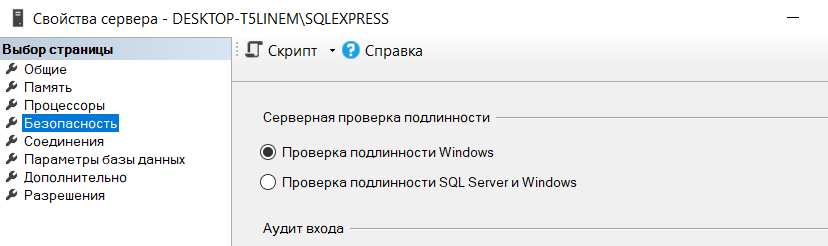 Свойства сервера - DESKTOP-T5LINEM\SQLEXPRESS
Выбор страницы
Общие
Память
Процессоры
Безопасность
Соединения
Параметры базы данных
Дополнительно
Разрешения
Скрипт
Справка
Серверная проверка подлинности
Проверка подлинности Windows
Проверка подлинности SQL Server и Windows
Аудит входа